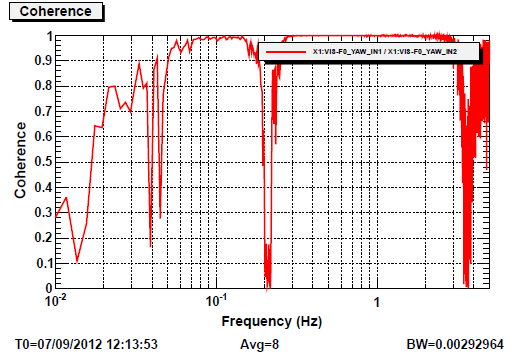 Coherence
X1:VI8-F0_YAW_IN1 / X1:VI8-F0_YAW_IN2
1
0.9
0.8
0.7
0.6
0.5
0.4
0.3
0.2
0.1
0
Coherence
10^-2
10^-1
1
Frequency (Hz)
T0=07/09/2012 12:13:53
Avg=8
BW=0.00292964